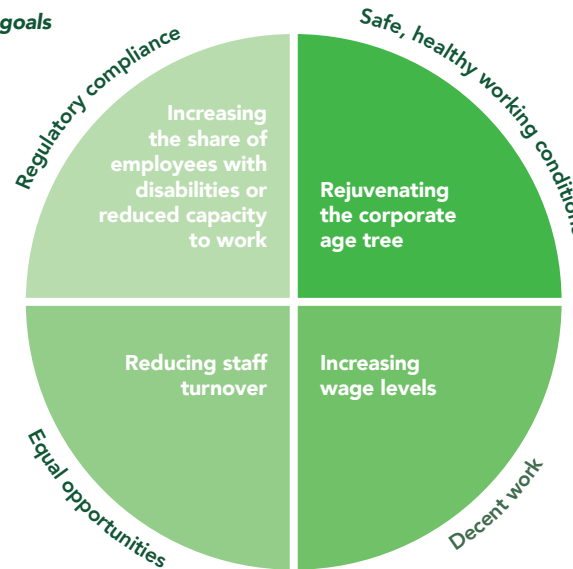 goals
Regulatory compliance
Safe, healthy working conditions
Increasing
the share of
employees with
disabilities or
reduced capacity
to work
Rejuvenating
the corporate
age tree
Reducing staff
turnover
Increasing
wage levels
Equal opportunities
Decent work